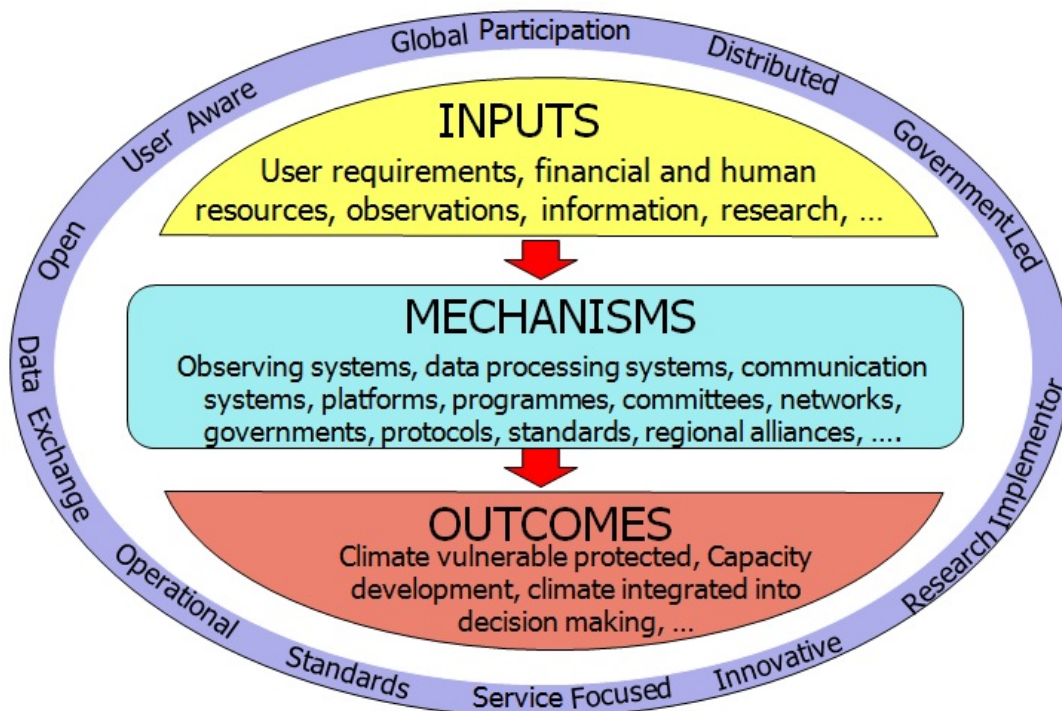 Global Participation
Distributed
Government Led
Research Implementor
Innovative
Service Focused
Standards
Operational
Data Exchange
Open
User Aware
INPUTS
User requirements, financial and human
resources, observations, information, research, ...
MECHANISMS
Observing systems, data processing systems, communication
systems, platforms, programmes, committees, networks,
governments, protocols, standards, regional alliances, ....
OUTCOMES
Climate vulnerable protected, Capacity
development, climate integrated into
decision making, ...